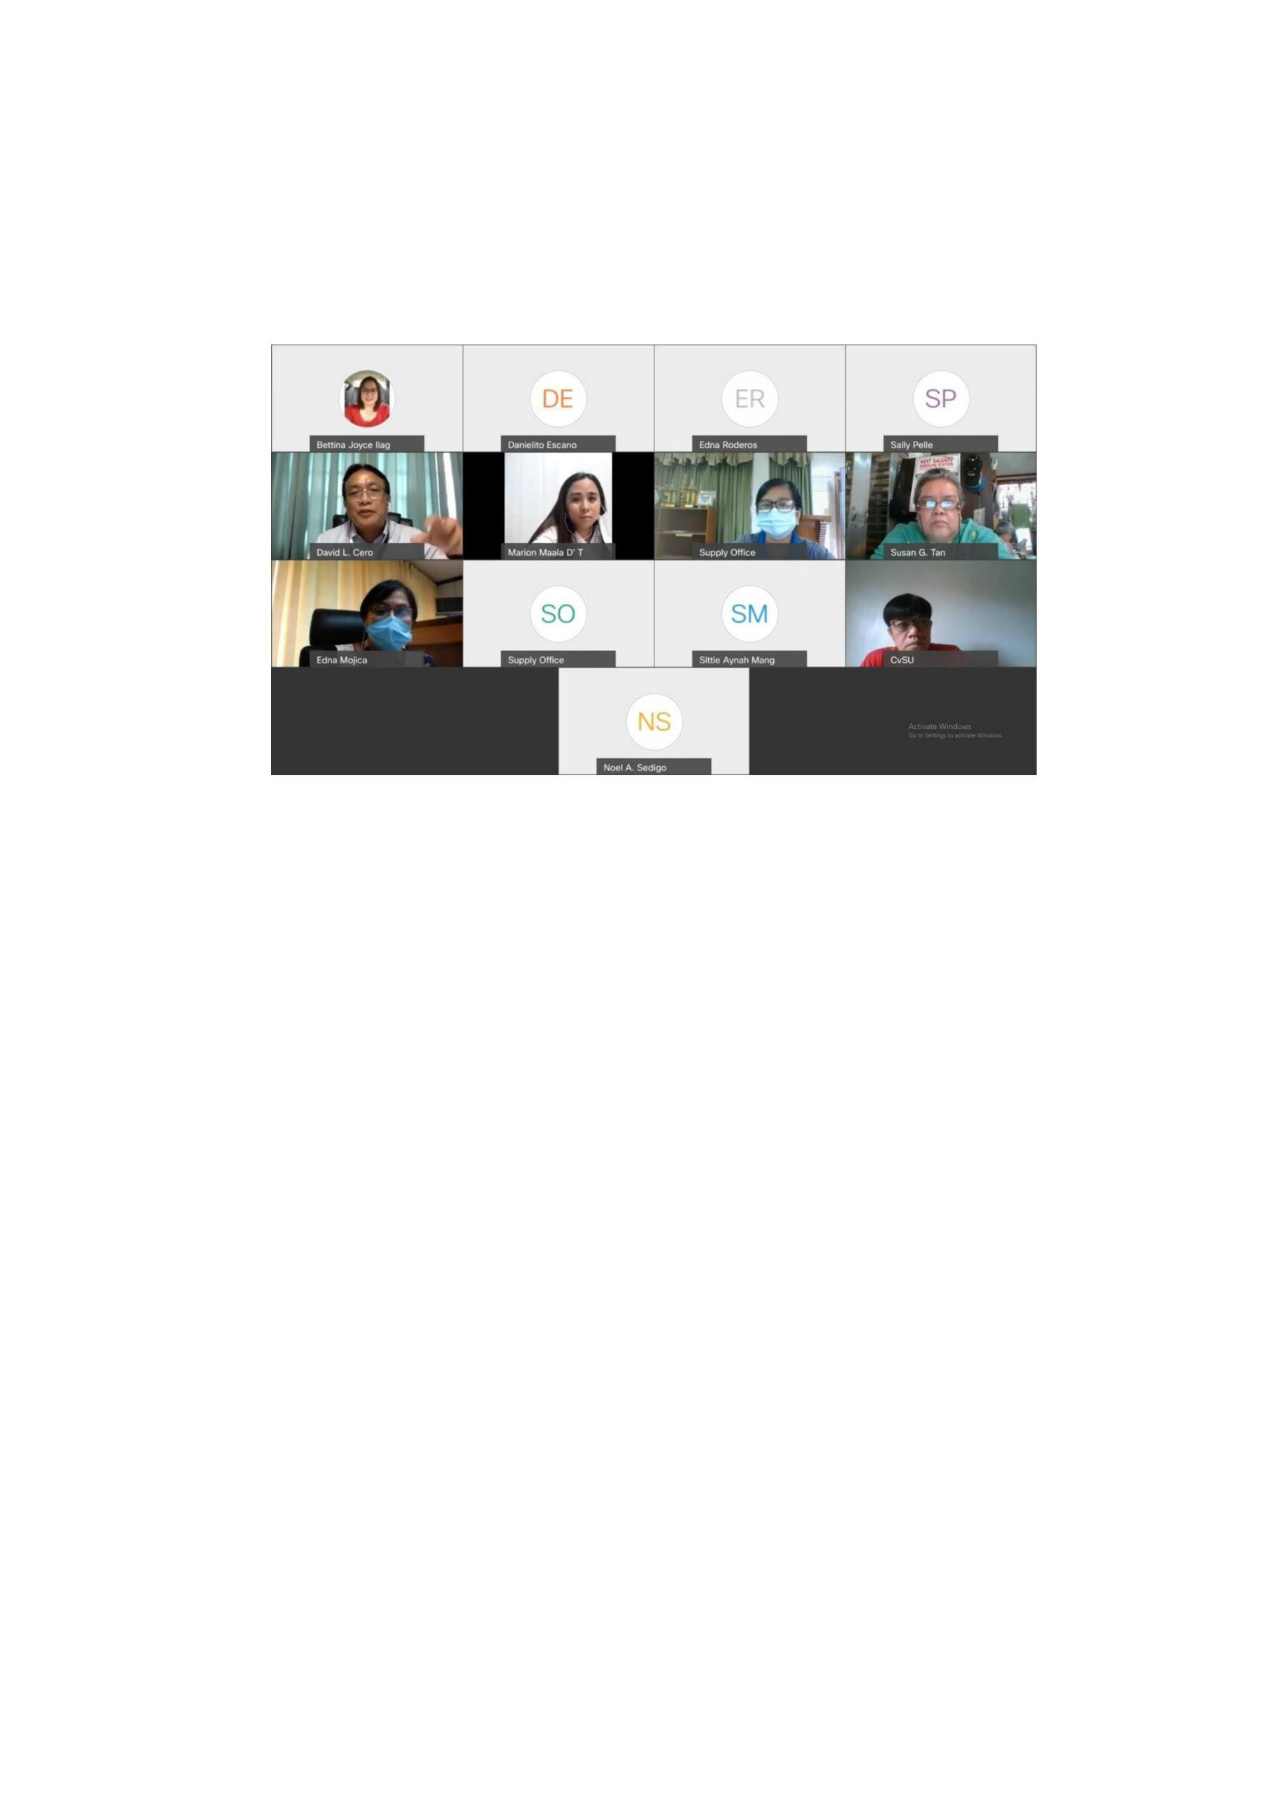 Bettina Joyce Ilag
DE
Danielito Escano
ER
Edna Roderos
SP
Sally Pelle
David L. Cero
Marion Maala D' T
Supply Office
Susan G. Tan
Edna Mojica
SO
Supply Office
SM
Sittie Aynah Mang
CvSU
NS
Noel A. Sedigo
Activate Windows
Go to Settings to activate Windows.